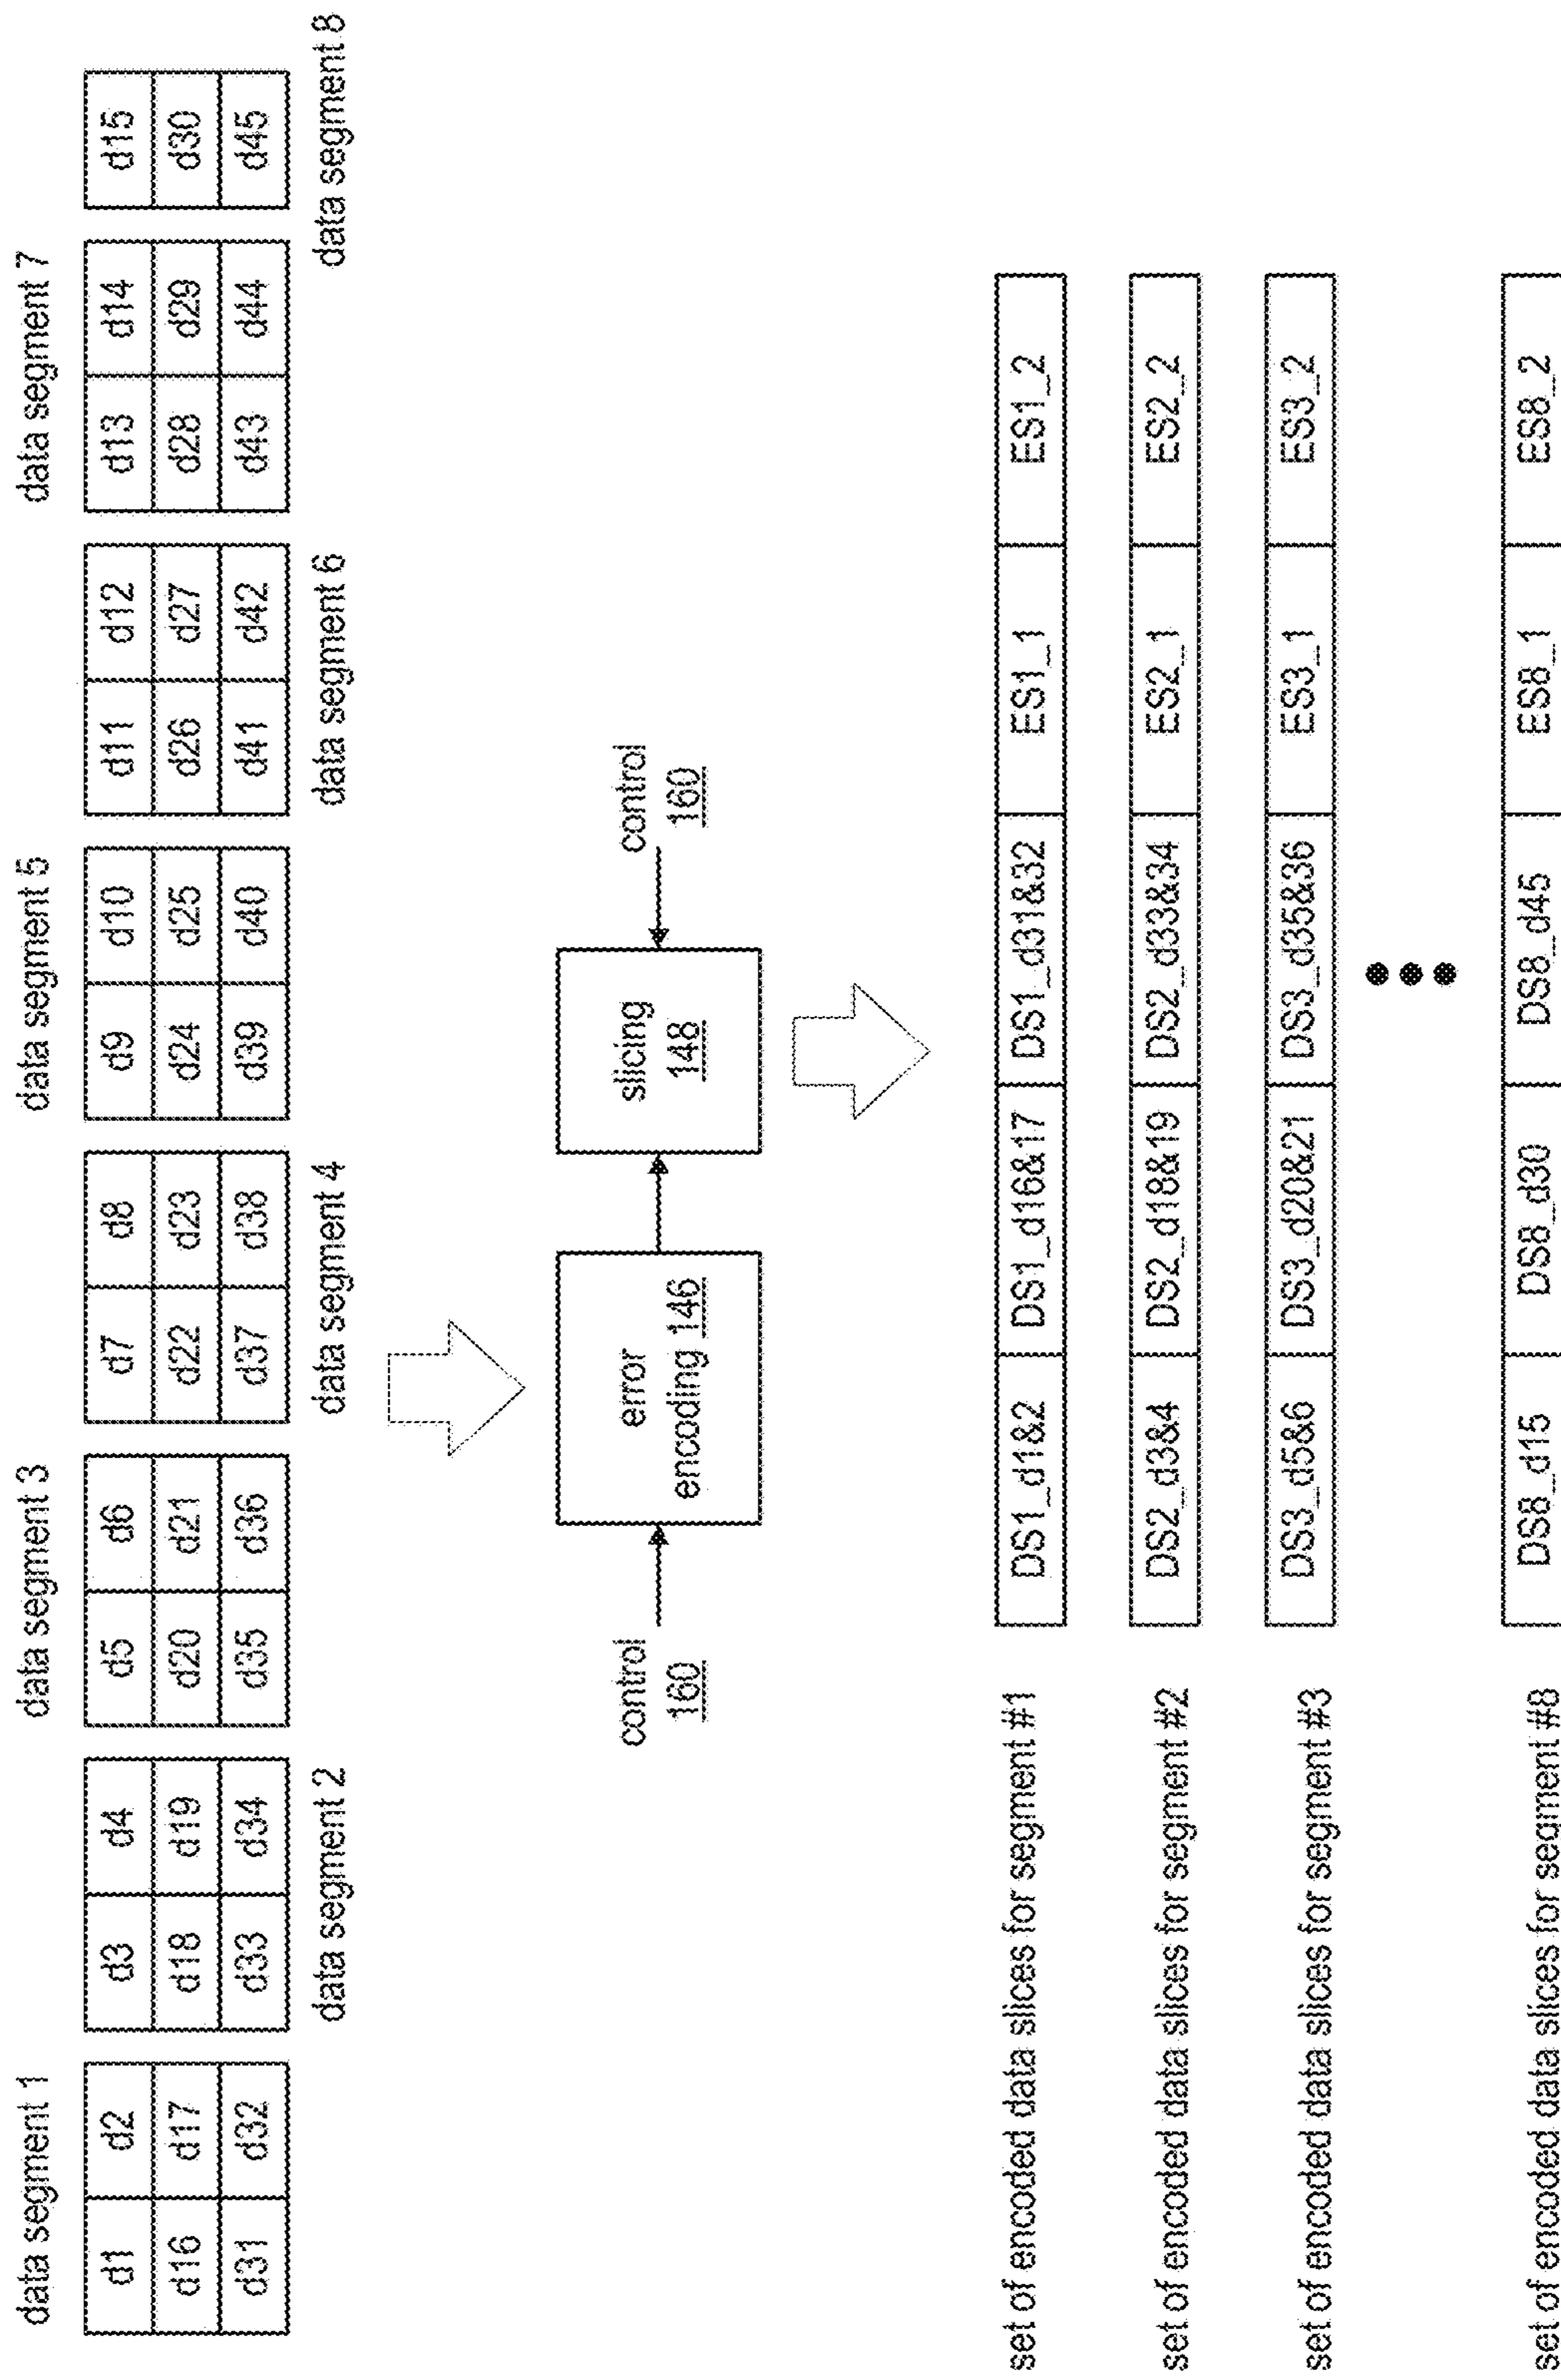 data segment 1
data segment 3
data segment 5
data segment 7
d1 d2 d3 d4 d5 d6 d7 d8 d9 d10 d11 d12 d13 d14 d15
d16 d17 d18 d19 d20 d21 d22 d23 d24 d25 d26 d27 d28 d29 d30
d31 d32 d33 d34 d35 d36 d37 d38 d39 d40 d41 d42 d43 d44 d45
data segment 2
data segment 4
data segment 6
data segment 8
control
160
error
encoding 146
slicing
148
control
160
set of encoded data slices for segment #1
DS1_d1&2 DS1_d16&17 DS1_d31&32 ES1_1 ES1_2
set of encoded data slices for segment #2
DS2_d3&4 DS2_d18&19 DS2_d33&34 ES2_1 ES2_2
set of encoded data slices for segment #3
DS3_d5&6 DS3_d20&21 DS3_d35&36 ES3_1 ES3_2
set of encoded data slices for segment #8
DS8_d15 DS8_d30 DS8_d45 ES8_1 ES8_2